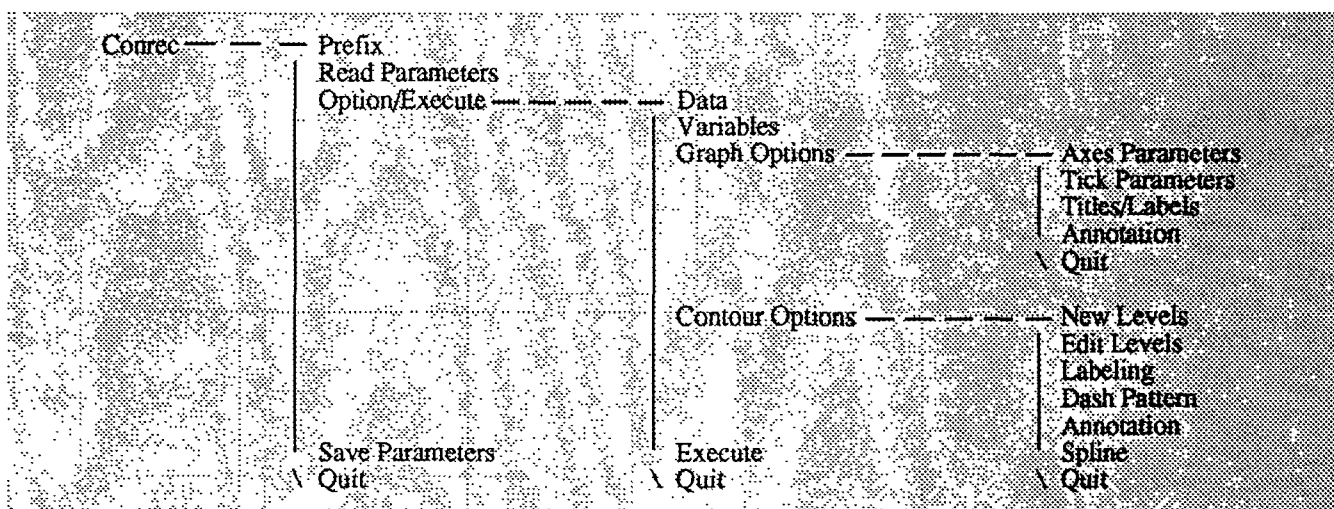 Conrec — — — Prefix
Read Parameters
Option/Execute — — — — — Data
Variables
Graph Options — — — — — Axes Parameters
Tick Parameters
Titles/Labels
Annotation
\ Quit
Contour Options — — — — — New Levels
Edit Levels
Labeling
Dash Pattern
Annotation
Save Parameters Execute Spline
\ Quit \ Quit \ Quit